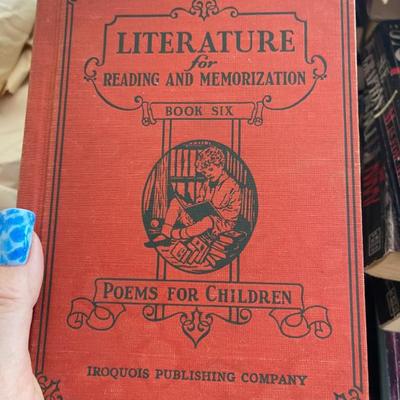 LITERATURE
for
READING AND MEMORIZATION
BOOK SIX
POEMS FOR CHILDREN
IROQUOIS PUBLISHING COMPANY